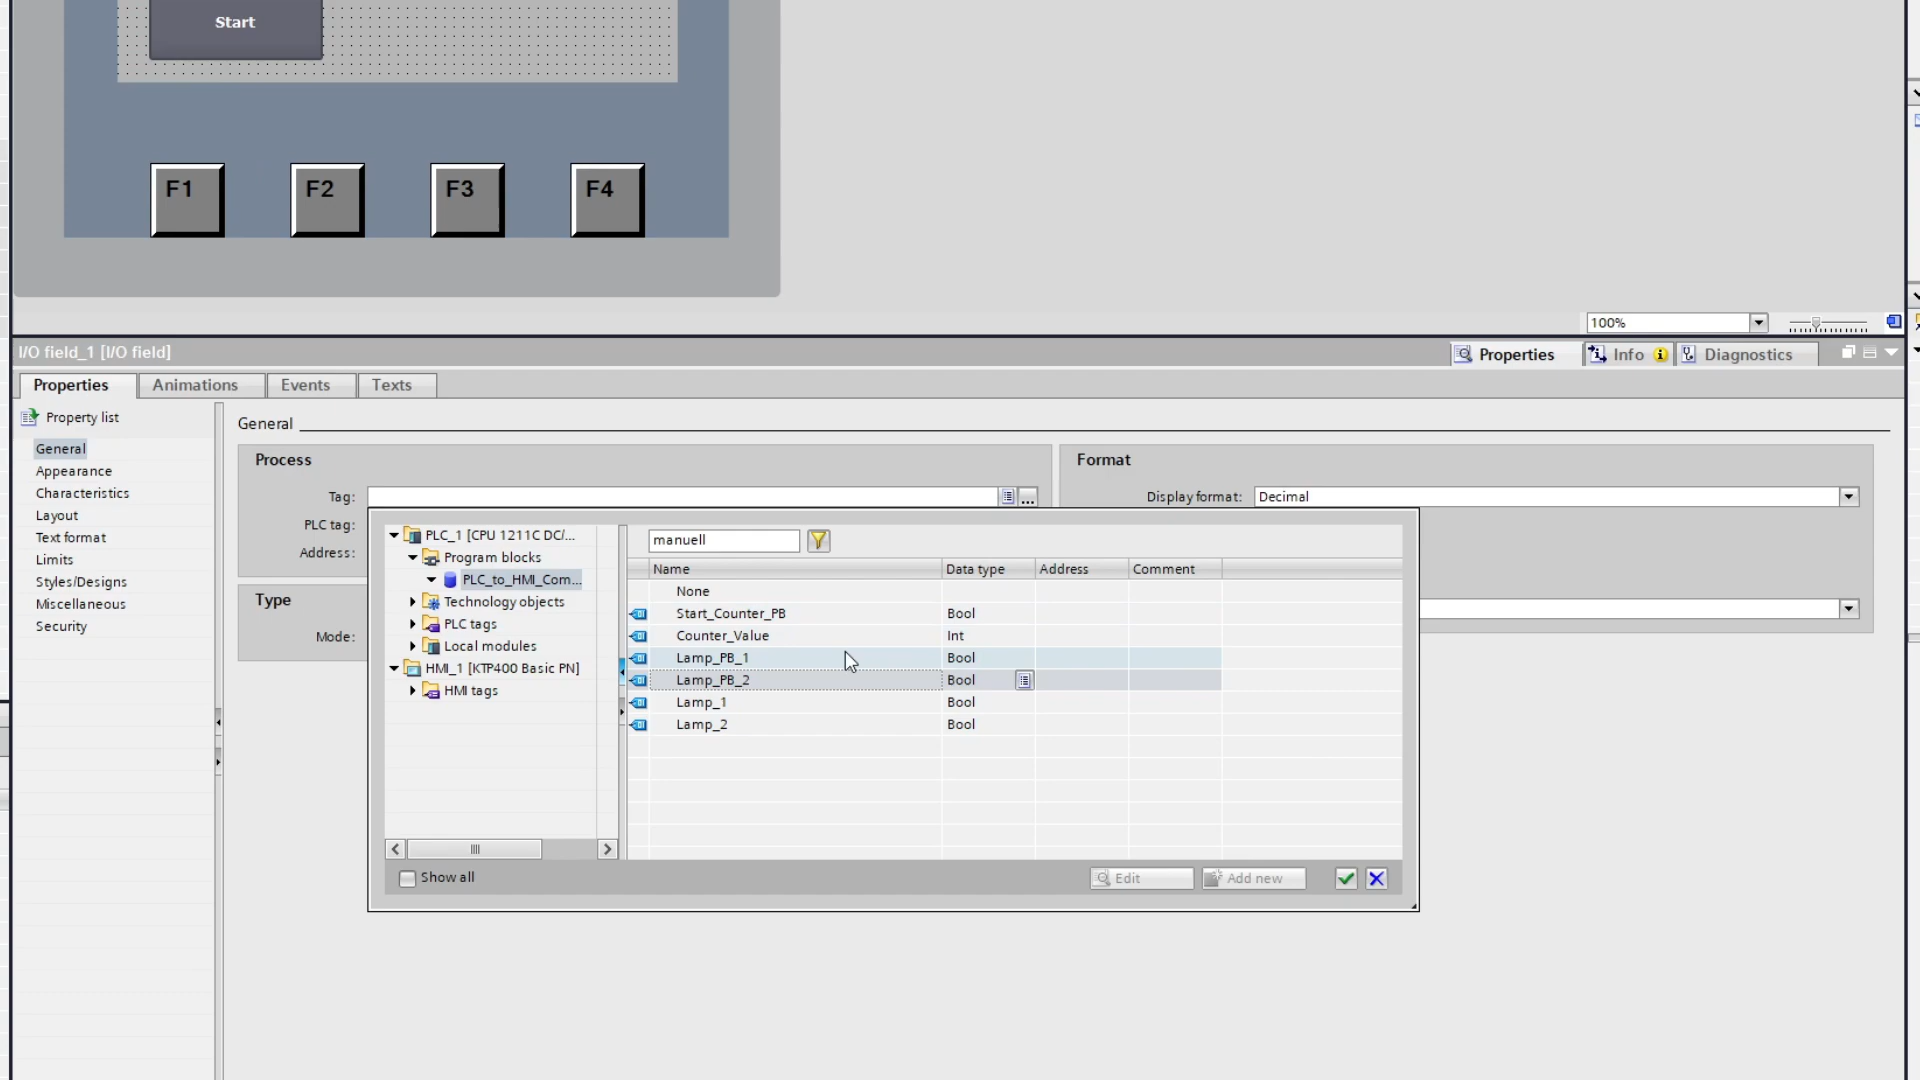 Start
F1 F2 F3 F4
100%
I/O field_1 [I/O field]
Properties Info Diagnostics
Properties Animations Events Texts
Property list
General
Appearance
Characteristics
Layout
Text format
Limits
Styles/Designs
Miscellaneous
Security
General
Process
Tag:
PLC tag:
Address:
Type
Mode:
Format
Display format: Decimal
PLC_1 [CPU 1211C DC/...
Program blocks
PLC_to_HMI_Com...
Technology objects
PLC tags
Local modules
HMI_1 [KTP400 Basic PN]
HMI tags
manuell
Name Data type Address Comment
None
Start_Counter_PB Bool
Counter_Value Int
Lamp_PB_1 Bool
Lamp_PB_2 Bool
Lamp_1 Bool
Lamp_2 Bool
Show all
Edit Add new